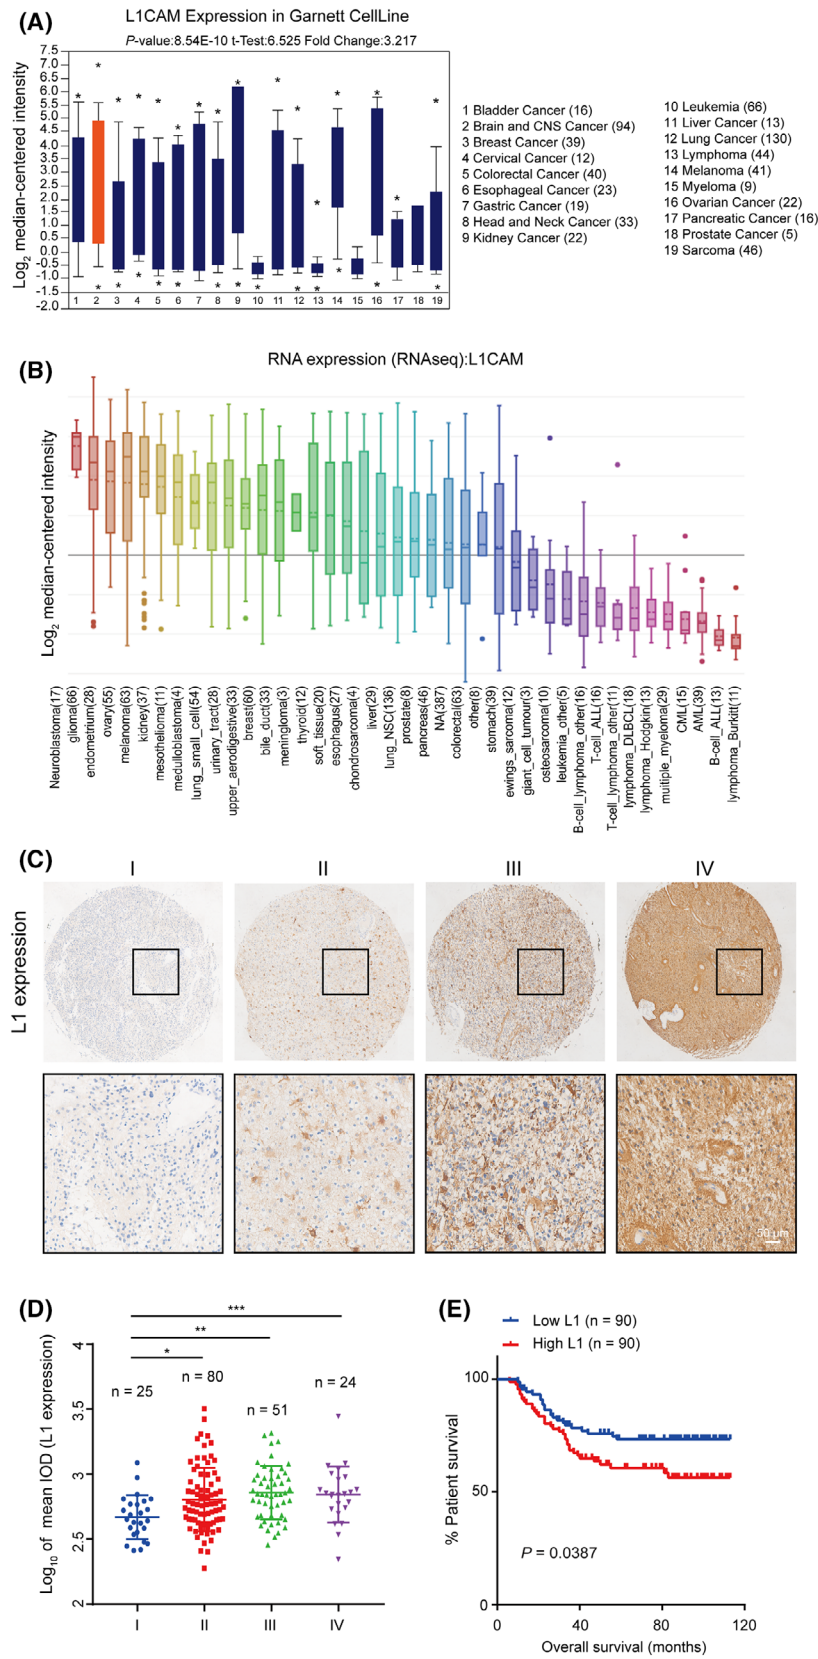 (A)
L1CAM Expression in Garnett CellLine
P-value:8.54E-10 t-Test:6.525 Fold Change:3.217
Log2 median-centered intensity
7.5
7.0
6.5
6.0
5.5
5.0
4.5
3.5
3.5
2.5
2.0
1.0
1.0
0.5
0.0
-0.5
-1.0
-1.5
-2.0
1 2 3 4 5 6 7 8 9 10 11 12 13 14 15 16 17 18 19
1 Bladder Cancer (16)
2 Brain and CNS Cancer (94)
3 Breast Cancer (39)
4 Cervical Cancer (12)
5 Colorectal Cancer (40)
6 Esophageal Cancer (23)
7 Gastric Cancer (19)
8 Head and Neck Cancer (33)
9 Kidney Cancer (22)
10 Leukemia (66)
11 Liver Cancer (13)
12 Lung Cancer (130)
13 Lymphoma (44)
14 Melanoma (41)
15 Myeloma (9)
16 Ovarian Cancer (22)
17 Pancreatic Cancer (16)
18 Prostate Cancer (5)
19 Sarcoma (46)
(B)
RNA expression (RNAseq):L1CAM
Log2 median-centered intensity
Neuroblastoma(17)
glioma(66)
endometrium(28)
ovary(55)
melanoma(63)
kidney(37)
mesothelioma(11)
medulloblastoma(4)
lung_small_cell(54)
urinary_tract(28)
upper_aerodigestive(33)
breast(60)
bile_duct(33)
meningioma(3)
thyroid(12)
soft_tissue(20)
esophagus(27)
chondrosarcoma(4)
liver(29)
lung_NSC(136)
prostate(8)
pancreas(46)
NA(387)
colorectal(63)
other(8)
stomach(39)
ewings_sarcoma(12)
giant_cell_tumour(3)
osteosarcoma(10)
leukemia_other(5)
B-cell_lymphoma_other(16)
T-cell_ALL(16)
T-cell_lymphoma_other(11)
lymphoma_DLBCL(18)
lymphoma_Hodgkin(13)
muitiple_myeloma(29)
CML(15)
AML(39)
B-cell_ALL(13)
lymphoma_Burkitt(11)
(C)
I II III IV
L1 expression
50 μm
(D)
***
**
*
n = 25
n = 80
n = 51
n = 24
Log10 of mean IOD (L1 expression)
4
3.5
3
2.5
2
I II III IV
(E)
Low L1 (n = 90)
High L1 (n = 90)
% Patient survival
100
50
0
P = 0.0387
0 40 80 120
Overall survival (months)